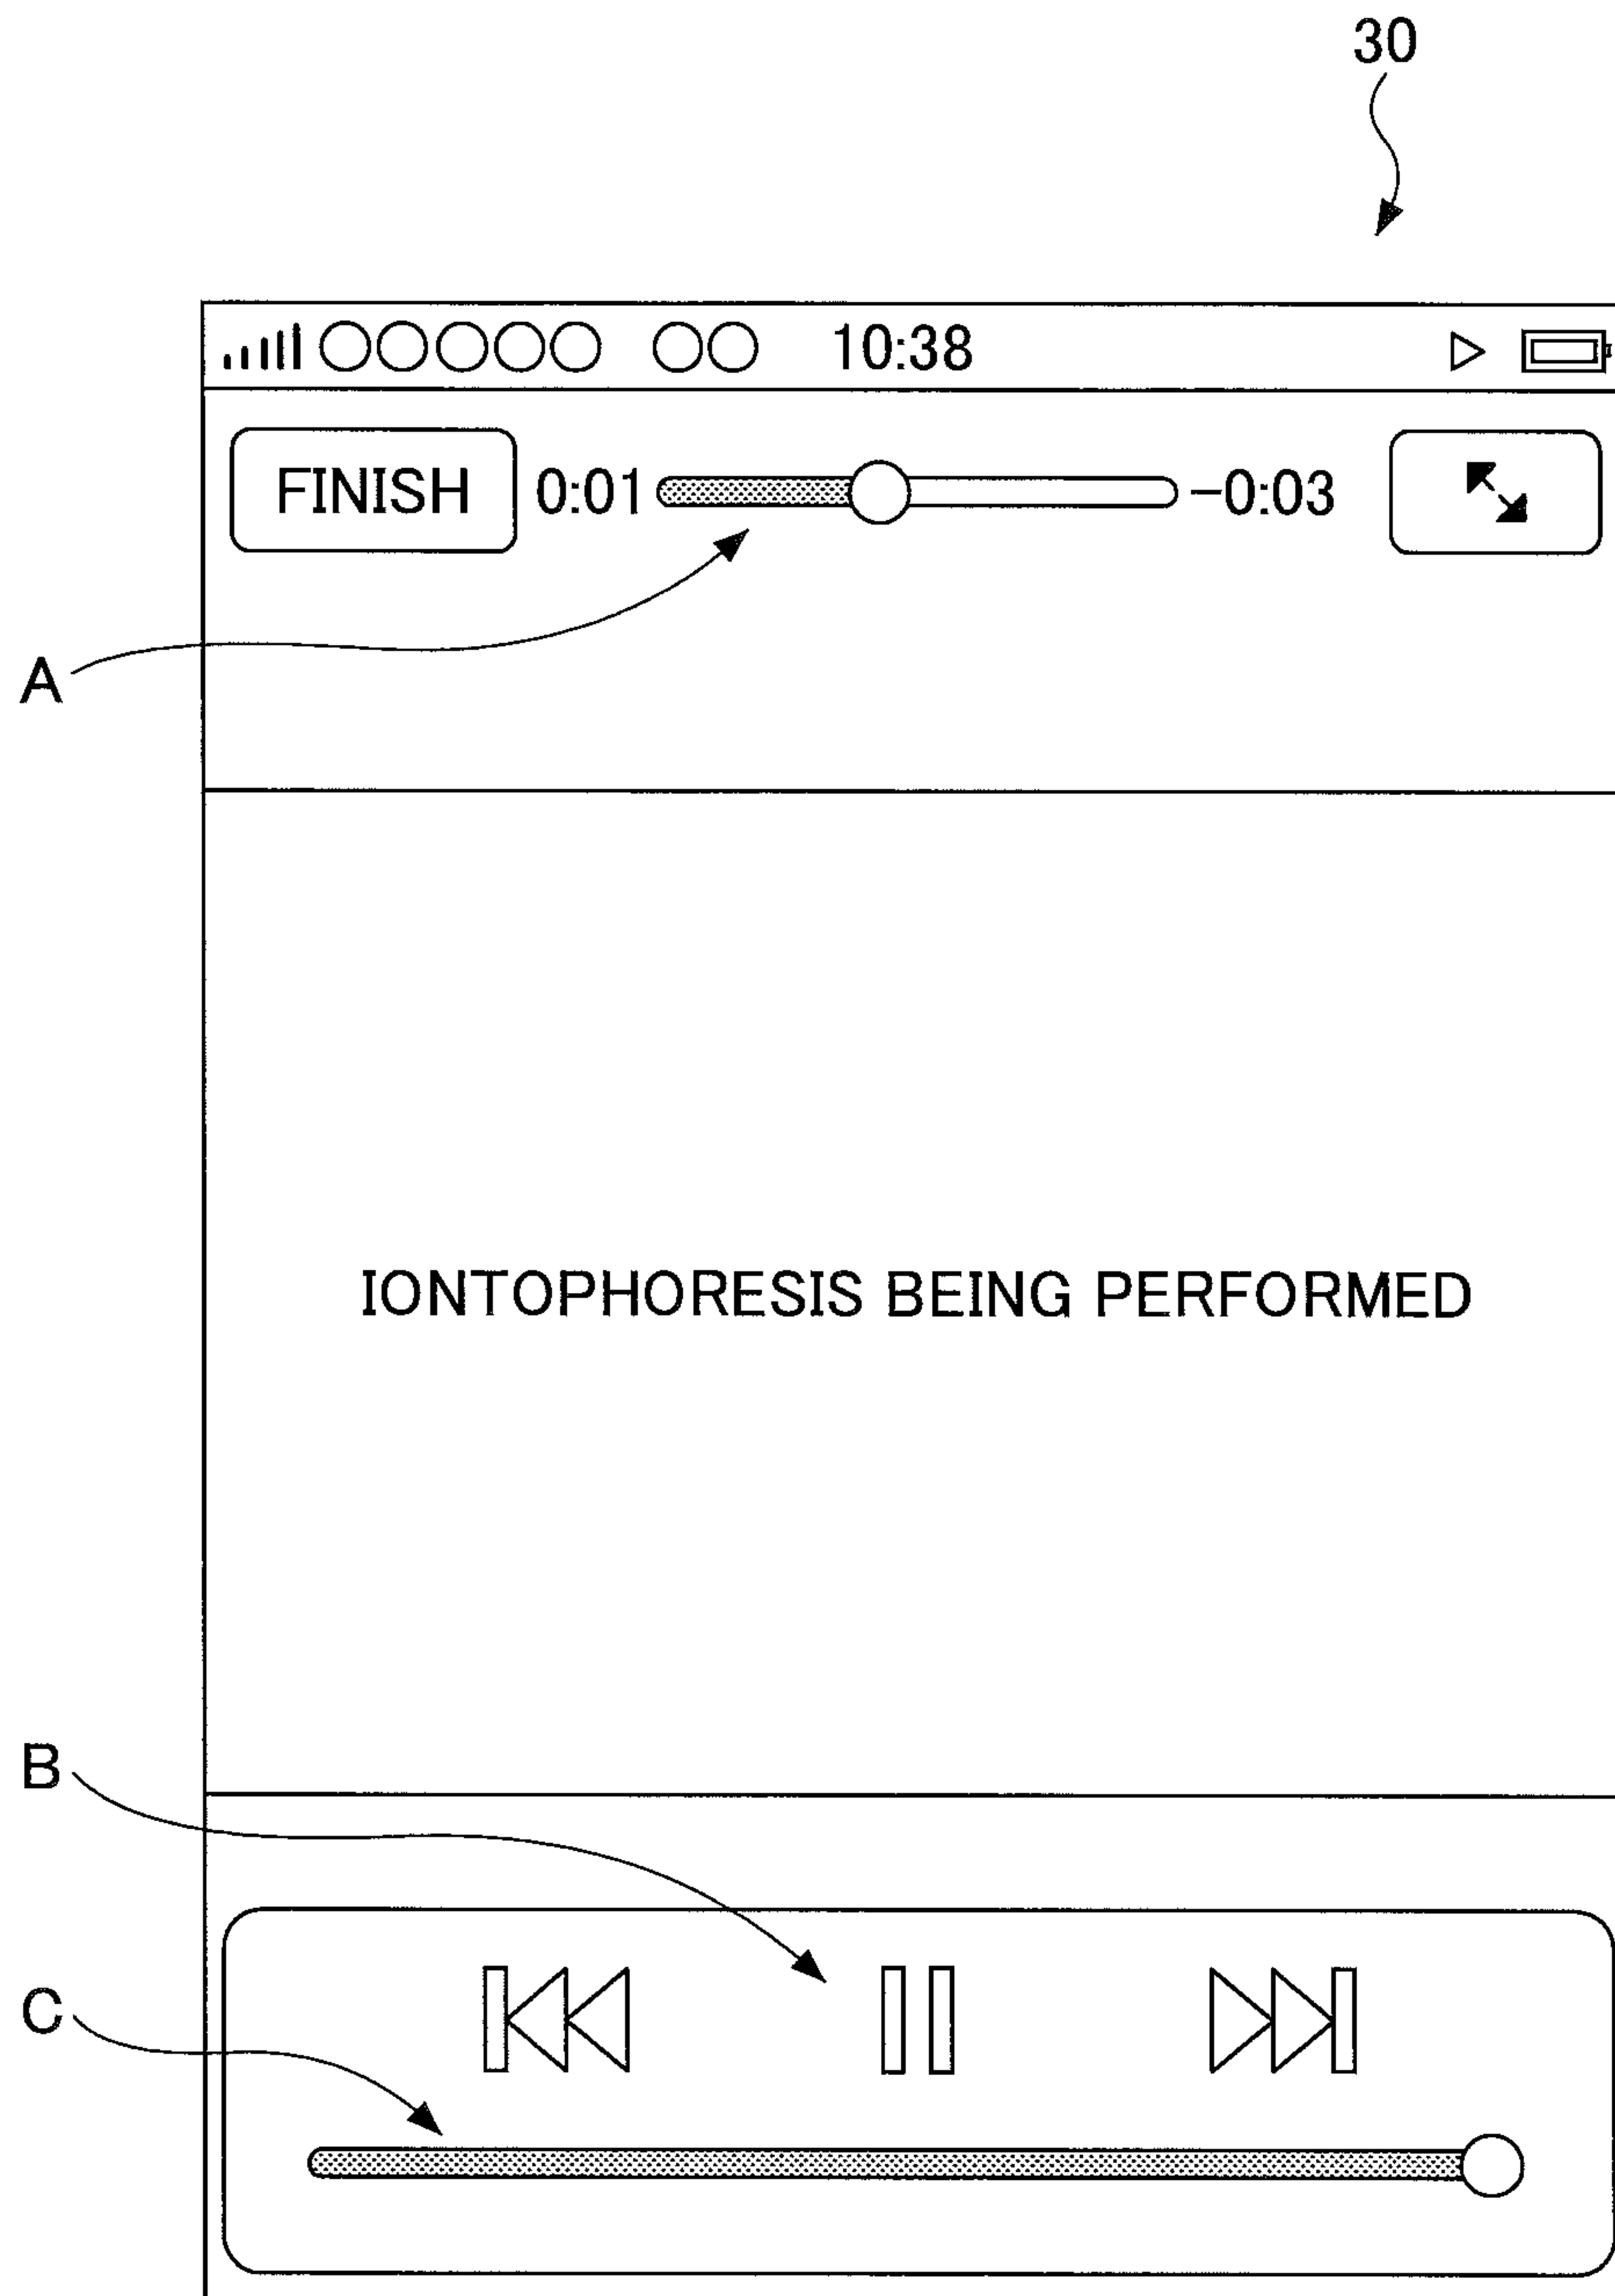 30
10:38
FINISH 0:01 -0:03
A
IONTOPHORESIS BEING PERFORMED
B
C